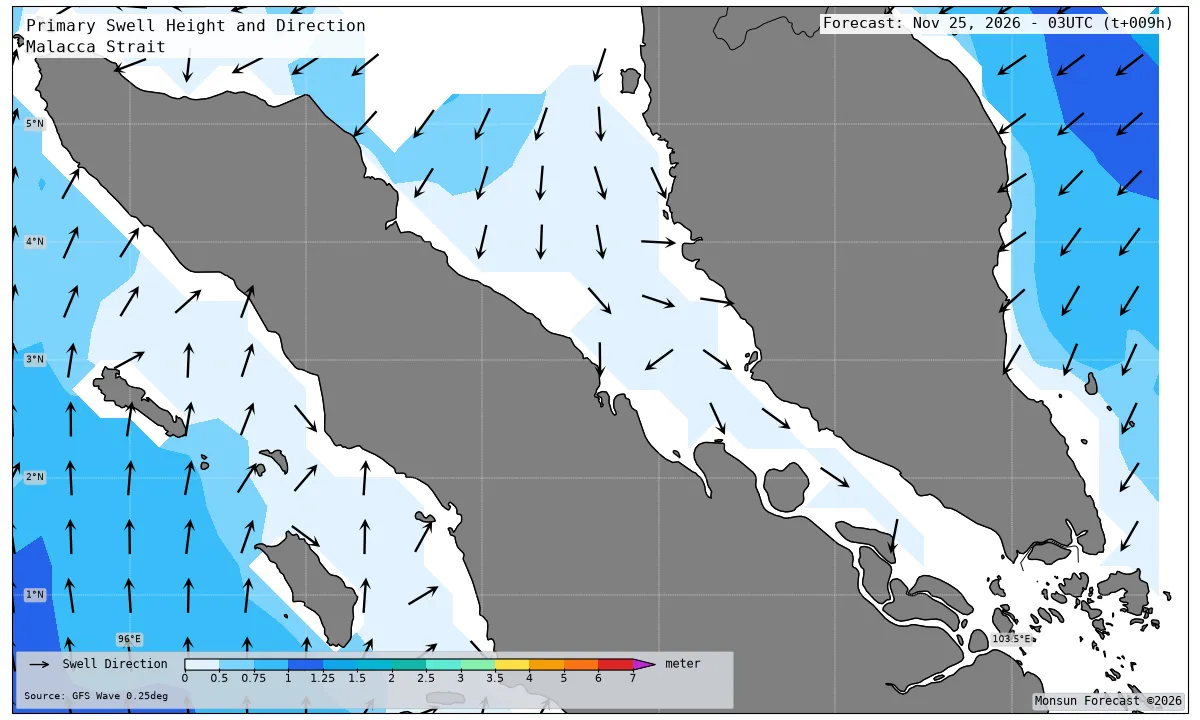 Primary Swell Height and Direction
Malacca Strait
Forecast: Nov 25, 2026 - 03UTC (t+009h)
5°N
4°N
3°N
2°N
1°N
96°E
103.5°E
Swell Direction
meter
0 0.5 0.75 1 1.25 1.5 2 2.5 3 3.5 4 5 6 7
Source: GFS Wave 0.25deg
Monsun Forecast ©2026